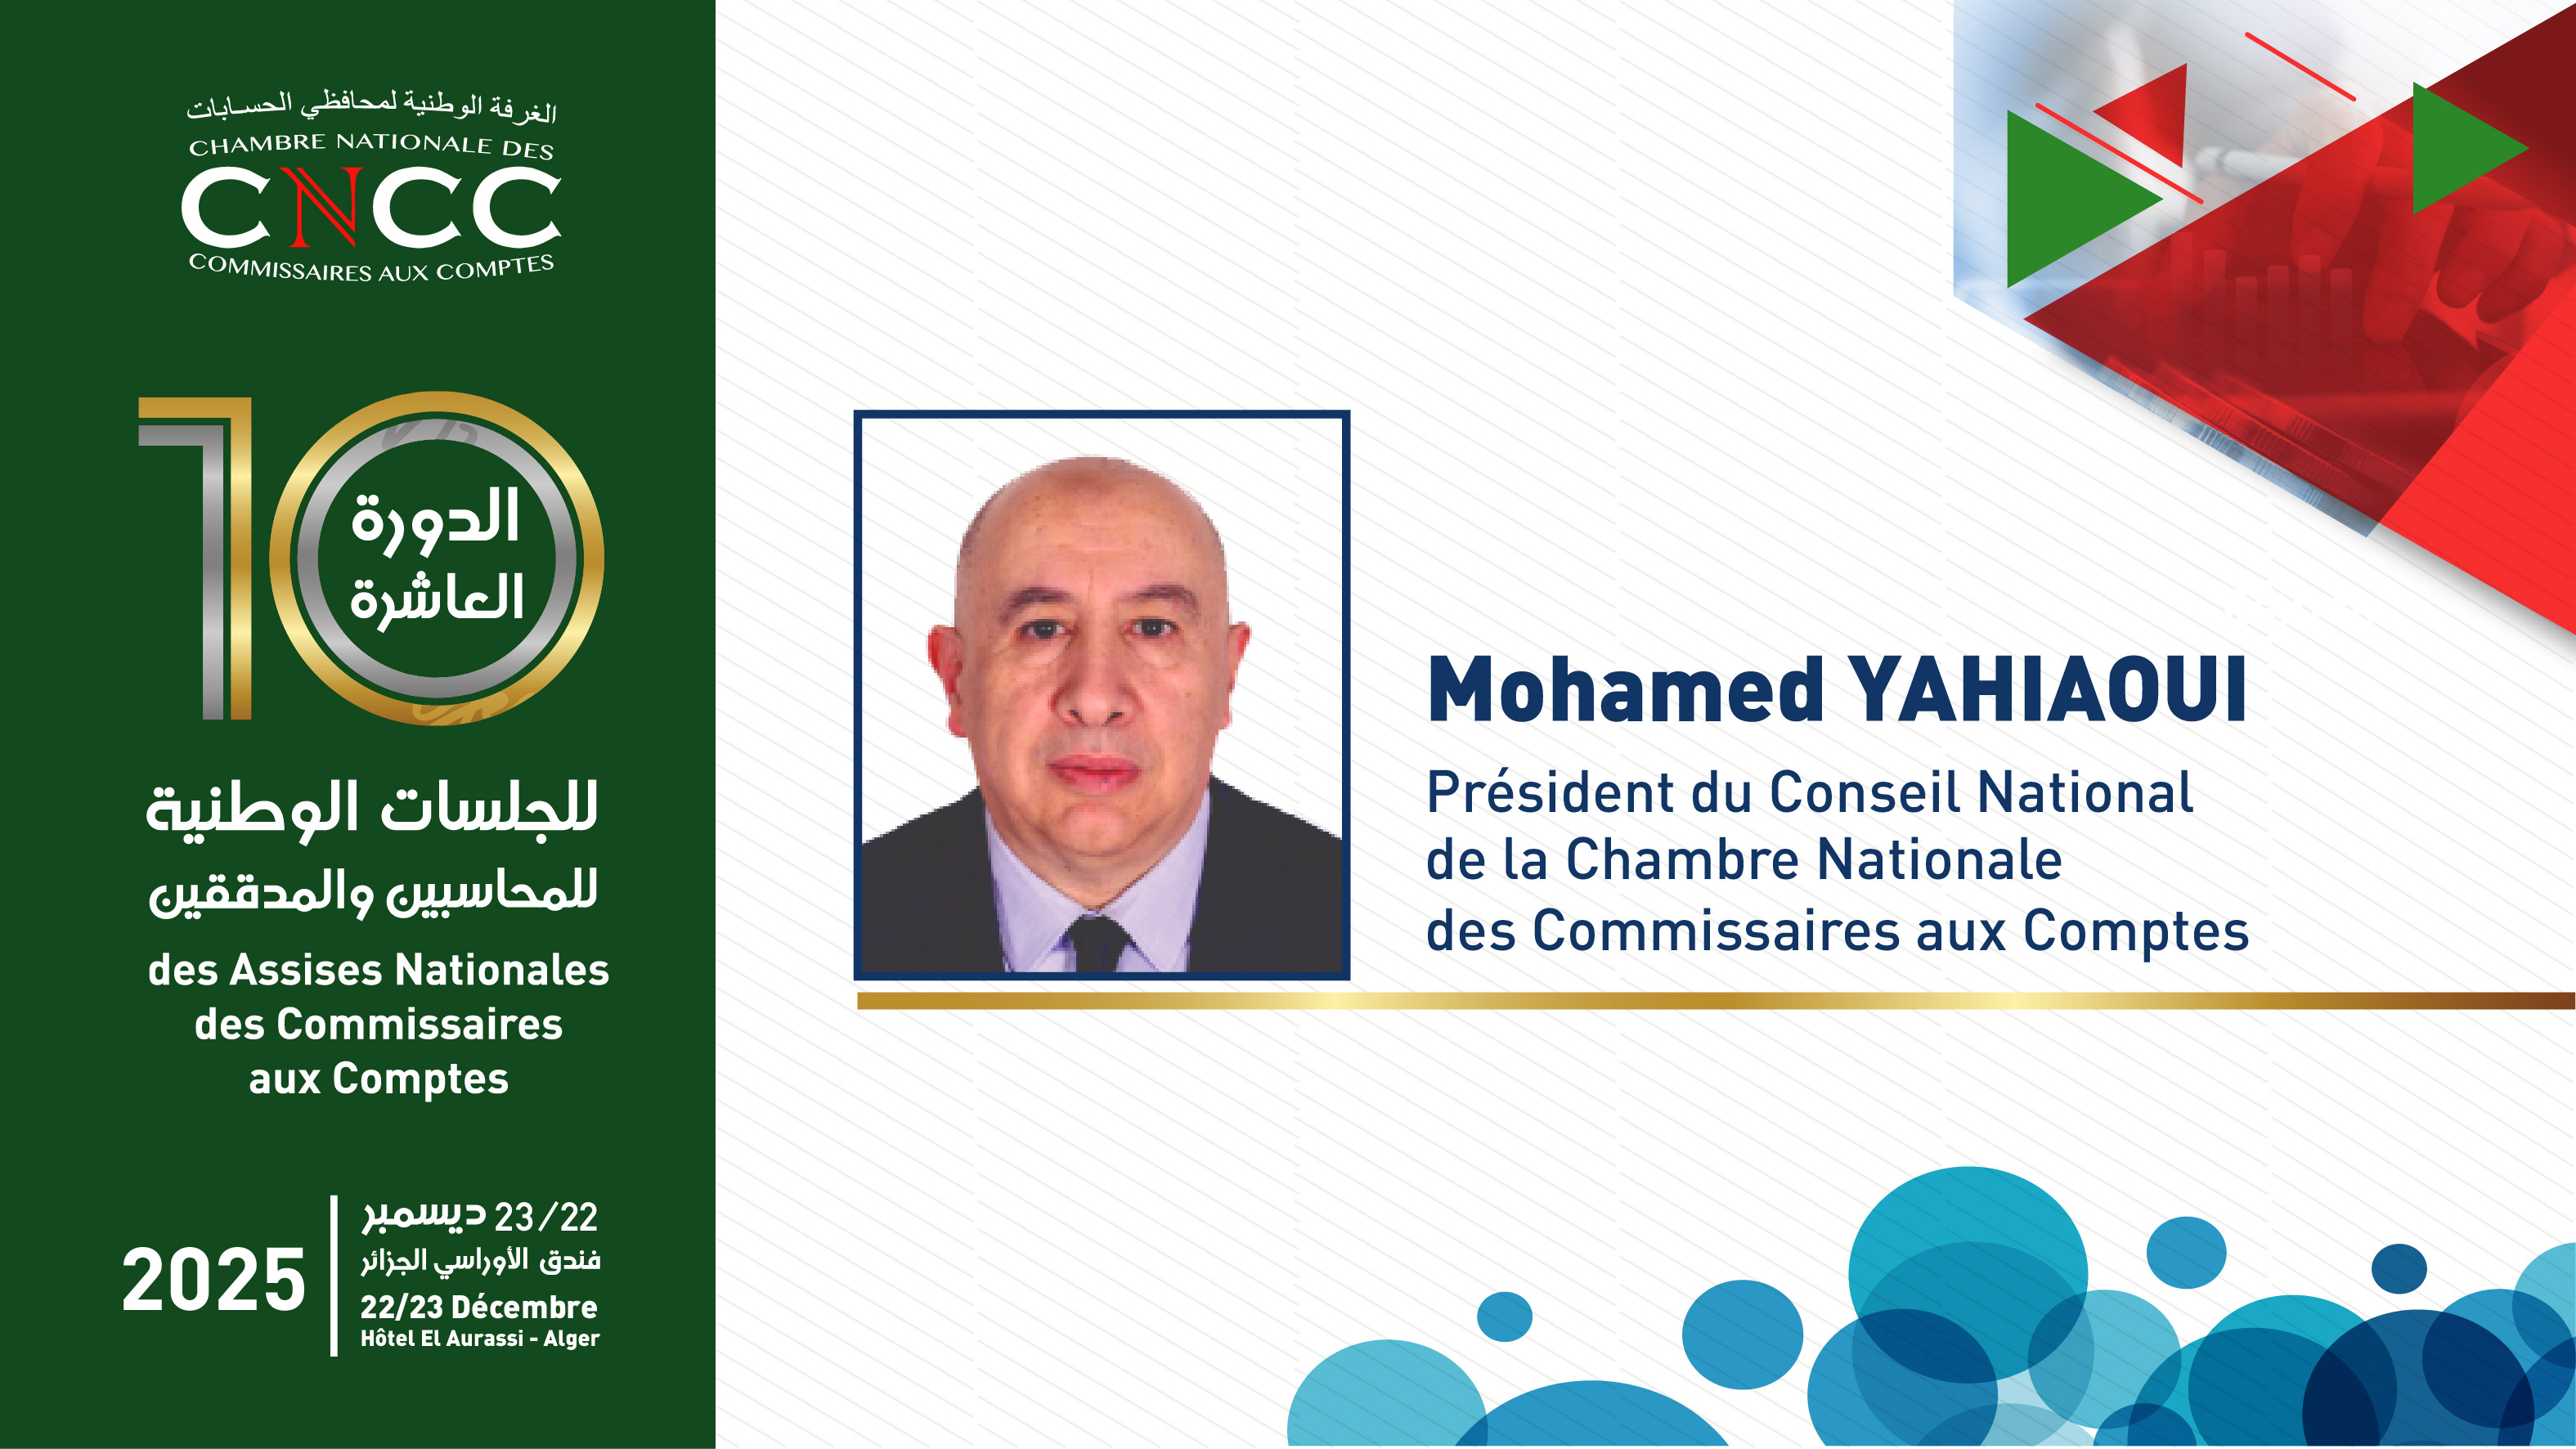 الغرفة الوطنية لمحافظي الحسابات
CHAMBRE NATIONALE DES
CNCC
COMMISSAIRES AUX COMPTES
10
الدورة
العاشرة
للجلسات الوطنية
للمحاسبين والمدققين
des Assises Nationales
des Commissaires
aux Comptes
2025
23/22 ديسمبر
فندق الأوراسي الجزائر
22/23 Décembre
Hôtel El Aurassi - Alger
Mohamed YAHIAOUI
Président du Conseil National
de la Chambre Nationale
des Commissaires aux Comptes